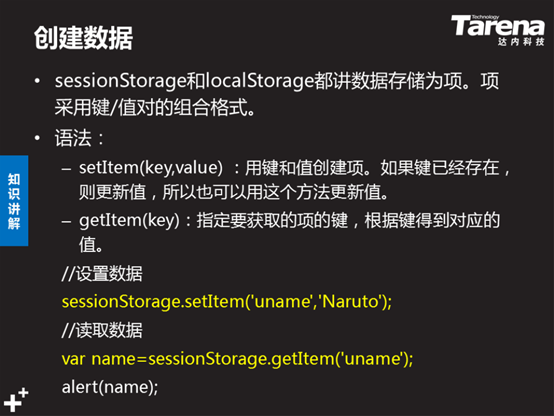 创建数据
Technology
Tarena
达内科技
• sessionStorage和localStorage都讲数据存储为项。项
采用键/值对的组合格式。
• 语法：
– setItem(key,value) ：用键和值创建项。如果键已经存在，
则更新值，所以也可以用这个方法更新值。
– getItem(key)：指定要获取的项的键，根据键得到对应的
值。
知识讲解
//设置数据
sessionStorage.setItem('uname','Naruto');
//读取数据
var name=sessionStorage.getItem('uname');
alert(name);